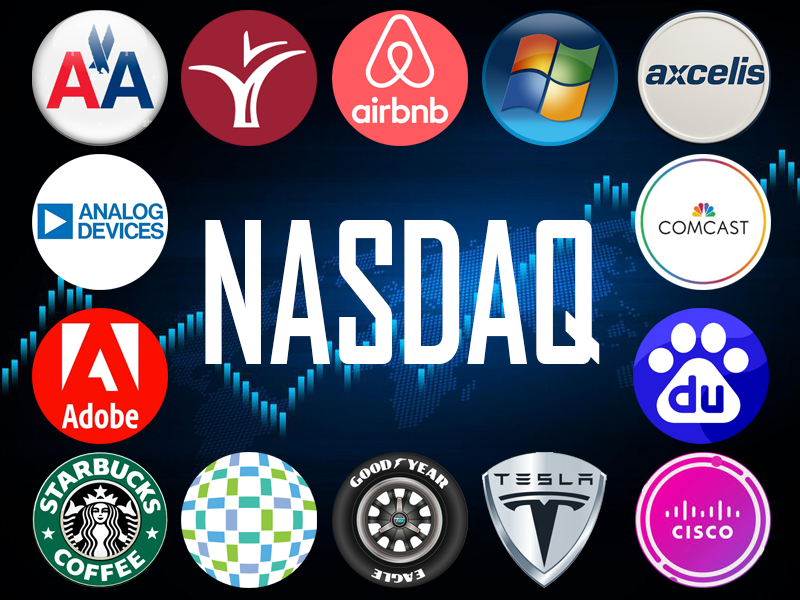 AA
airbnb
axcelis
ANALOG
DEVICES
COMCAST
NASDAQ
Adobe
du
STARBUCKS
COFFEE
GOODYEAR
EAGLE
TESLA
CISCO